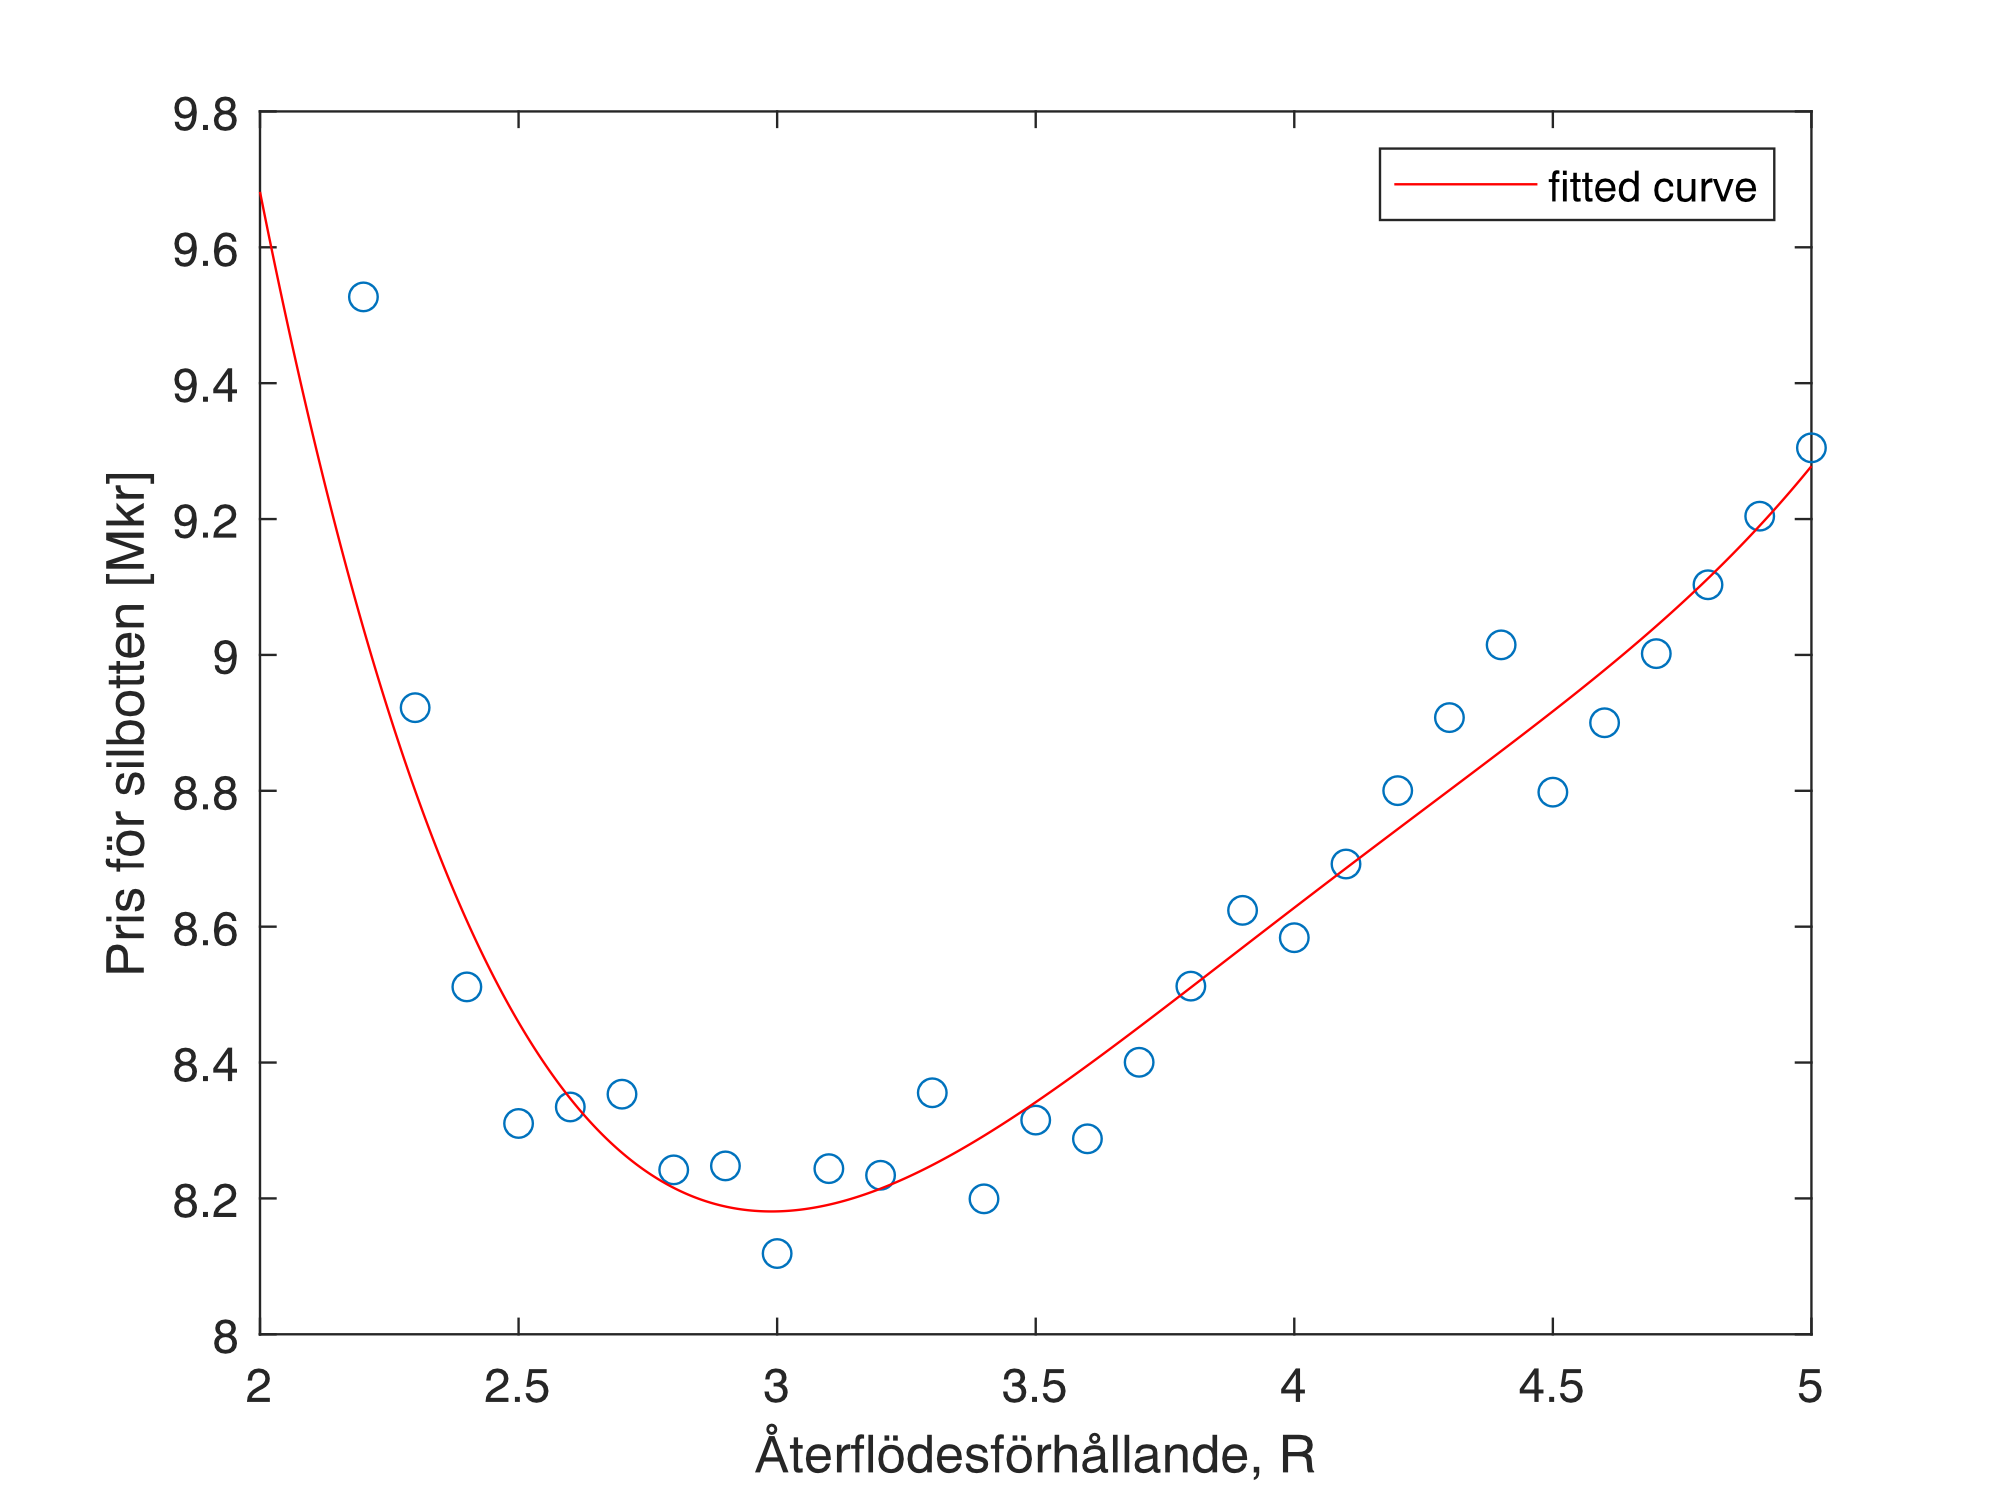 fitted curve
Pris för silbotten [Mkr]
9.8
9.6
9.4
9.2
9
8.8
8.6
8.4
8.2
8
2 2.5 3 3.5 4 4.5 5
Återflödesförhållande, R